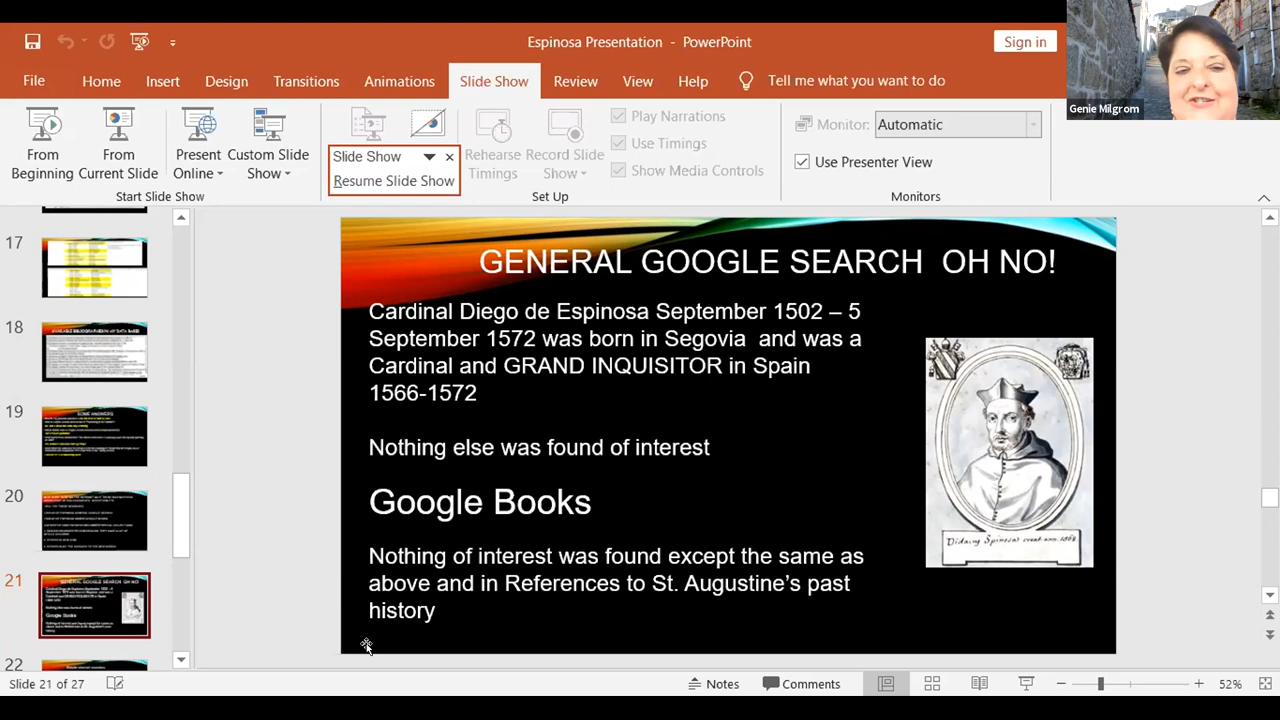 Espinosa Presentation - PowerPoint
Sign in
Genie Milgrom
File Home Insert Design Transitions Animations Slide Show Review View Help Tell me what you want to do
From Beginning
From Current Slide
Present Online
Custom Slide Show
Start Slide Show
Slide Show
Resume Slide Show
Rehearse Timings
Record Slide Show
Play Narrations
Use Timings
Show Media Controls
Set Up
Monitor: Automatic
Use Presenter View
Monitors
17
18
19
SOME ANSWERS
20
21
22
GENERAL GOOGLE SEARCH OH NO!
Cardinal Diego de Espinosa September 1502 – 5
September 1572 was born in Segovia and was a
Cardinal and GRAND INQUISITOR in Spain
1566-1572
Nothing else was found of interest
Google Books
Nothing of interest was found except the same as
above and in References to St. Augustine's past
history
Slide 21 of 27
Notes
Comments
52%